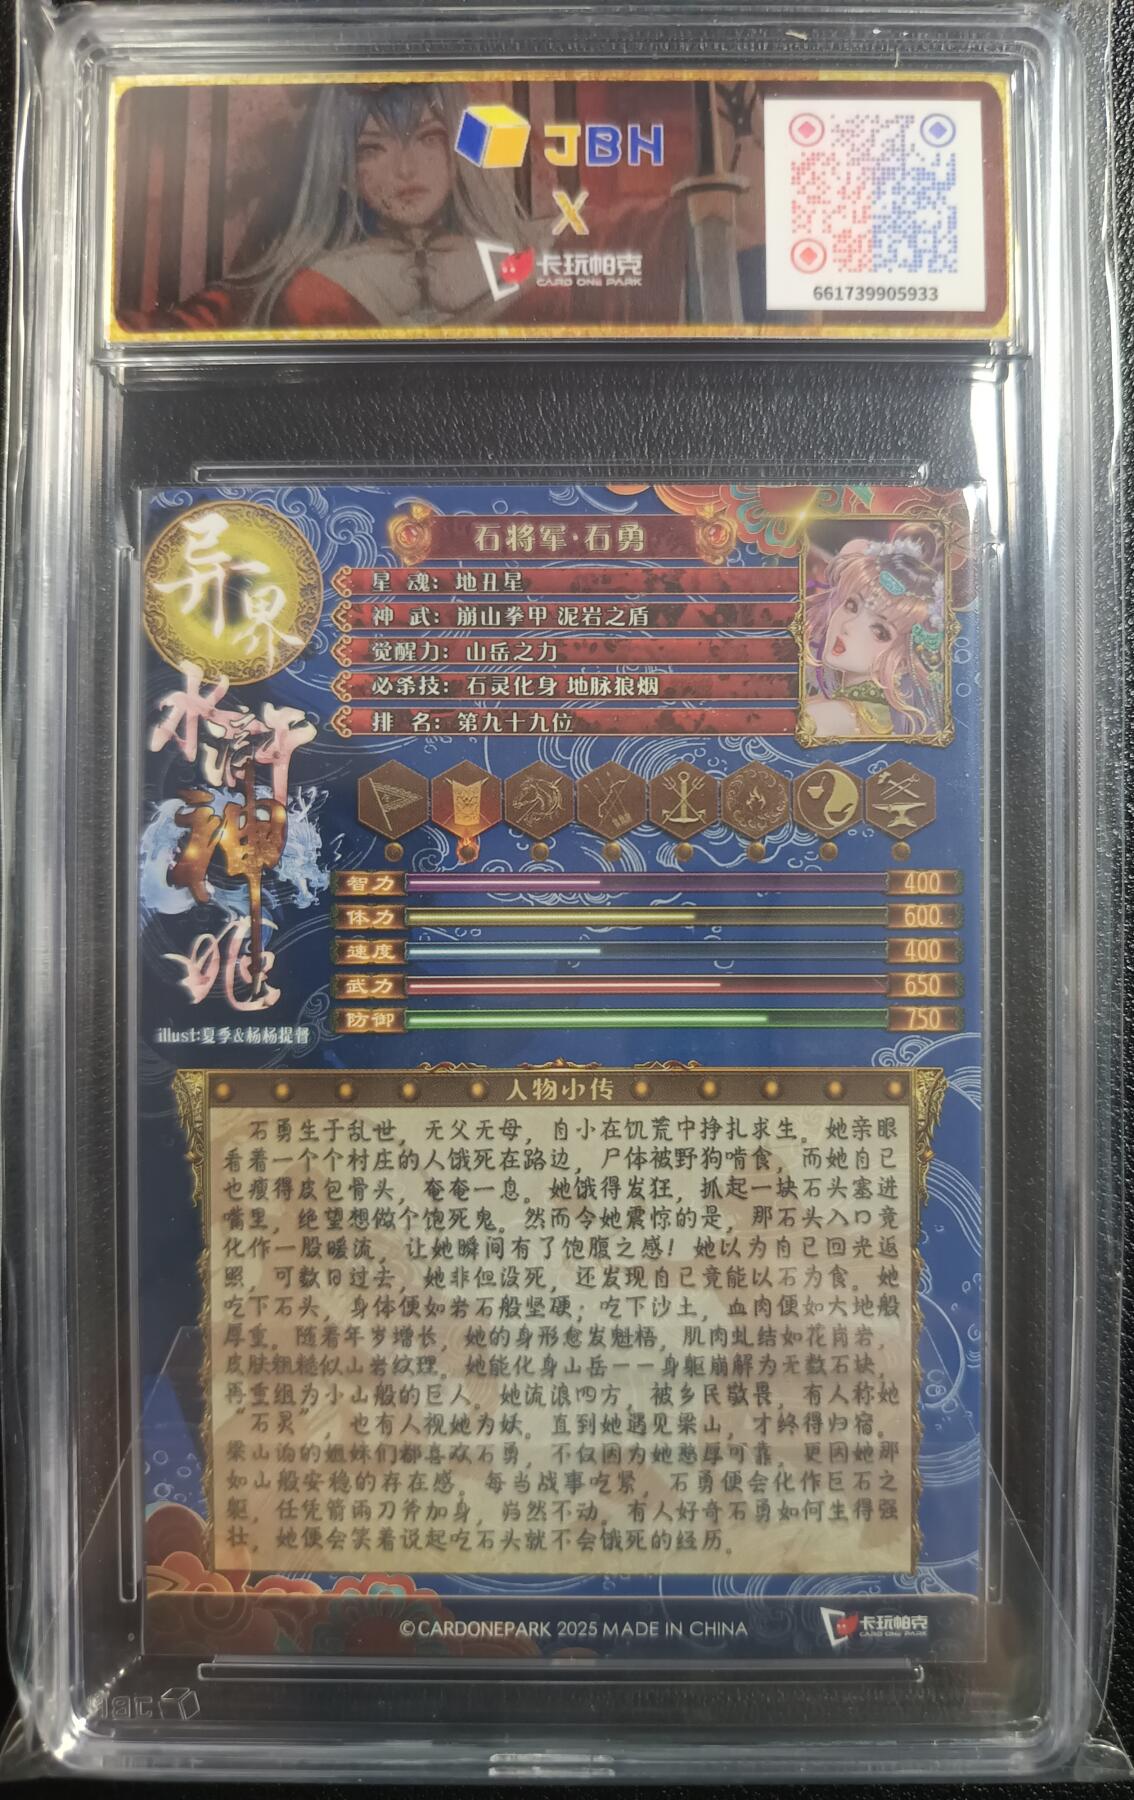 JBH
X
卡玩帕克
CARD ONE PARK
661739905933
异界
水浒
神
兆
石将军·石勇
星 魂：地丑星
神 武：崩山拳甲 泥岩之盾
觉醒力：山岳之力
必杀技：石灵化身 地脉狼烟
排 名：第九十九位
智力 400
体力 600
速度 400
武力 650
防御 750
illust:夏季&杨杨提督
人物小传
石勇生于乱世，无父无母，自小在饥荒中挣扎求生。她亲眼
看着一个个村庄的人饿死在路边，尸体被野狗啃食，而她自己
也瘦得皮包骨头，奄奄一息。她饿得发狂，抓起一块石头塞进
嘴里，绝望想做个饱死鬼。然而令她震惊的是，那石头入口竟
化作一股暖流，让她瞬间有了饱腹之感！她以为自己回光返
照，可数日过去，她非但没死，还发现自己竟能以石为食。她
吃下石头，身体便如岩石般坚硬；吃下沙土，血肉便如大地般
厚重。随着年岁增长，她的身形愈发魁梧，肌肉虬结如花岗岩，
皮肤粗糙似山岩纹理。她能化身山岳——身躯崩解为无数石块，
再重组为小山般的巨人。她流浪四方，被乡民敬畏，有人称她
“石灵”，也有人视她为妖。直到她遇见梁山，才终得归宿。
梁山泊的姐妹们都喜欢石勇，不仅因为她憨厚可靠，更因她那
如山般安稳的存在感。每当战事吃紧，石勇便会化作巨石之
躯，任凭箭雨刀斧加身，岿然不动。有人好奇石勇如何生得强
壮，她便会笑着说起吃石头就不会饿死的经历。
©CARDONEPARK 2025 MADE IN CHINA
卡玩帕克
CARD ONE PARK